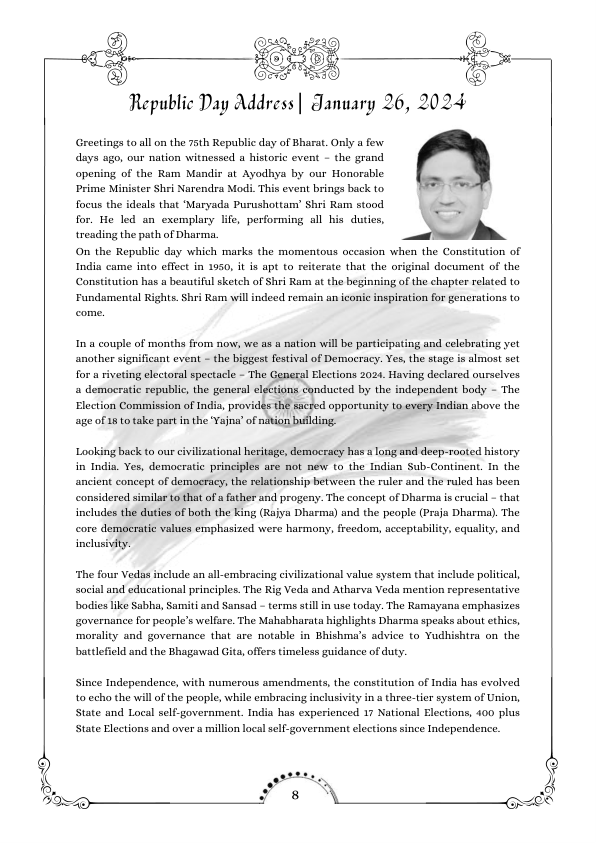 Republic Day Address| January 26, 2024
Greetings to all on the 75th Republic day of Bharat. Only a few
days ago, our nation witnessed a historic event – the grand
opening of the Ram Mandir at Ayodhya by our Honorable
Prime Minister Shri Narendra Modi. This event brings back to
focus the ideals that ‘Maryada Purushottam’ Shri Ram stood
for. He led an exemplary life, performing all his duties,
treading the path of Dharma.
On the Republic day which marks the momentous occasion when the Constitution of
India came into effect in 1950, it is apt to reiterate that the original document of the
Constitution has a beautiful sketch of Shri Ram at the beginning of the chapter related to
Fundamental Rights. Shri Ram will indeed remain an iconic inspiration for generations to
come.
In a couple of months from now, we as a nation will be participating and celebrating yet
another significant event – the biggest festival of Democracy. Yes, the stage is almost set
for a riveting electoral spectacle – The General Elections 2024. Having declared ourselves
a democratic republic, the general elections conducted by the independent body – The
Election Commission of India, provides the sacred opportunity to every Indian above the
age of 18 to take part in the ‘Yajna’ of nation building.
Looking back to our civilizational heritage, democracy has a long and deep-rooted history
in India. Yes, democratic principles are not new to the Indian Sub-Continent. In the
ancient concept of democracy, the relationship between the ruler and the ruled has been
considered similar to that of a father and progeny. The concept of Dharma is crucial – that
includes the duties of both the king (Rajya Dharma) and the people (Praja Dharma). The
core democratic values emphasized were harmony, freedom, acceptability, equality, and
inclusivity.
The four Vedas include an all-embracing civilizational value system that include political,
social and educational principles. The Rig Veda and Atharva Veda mention representative
bodies like Sabha, Samiti and Sansad – terms still in use today. The Ramayana emphasizes
governance for people’s welfare. The Mahabharata highlights Dharma speaks about ethics,
morality and governance that are notable in Bhishma’s advice to Yudhishtra on the
battlefield and the Bhagawad Gita, offers timeless guidance of duty.
Since Independence, with numerous amendments, the constitution of India has evolved
to echo the will of the people, while embracing inclusivity in a three-tier system of Union,
State and Local self-government. India has experienced 17 National Elections, 400 plus
State Elections and over a million local self-government elections since Independence.
8